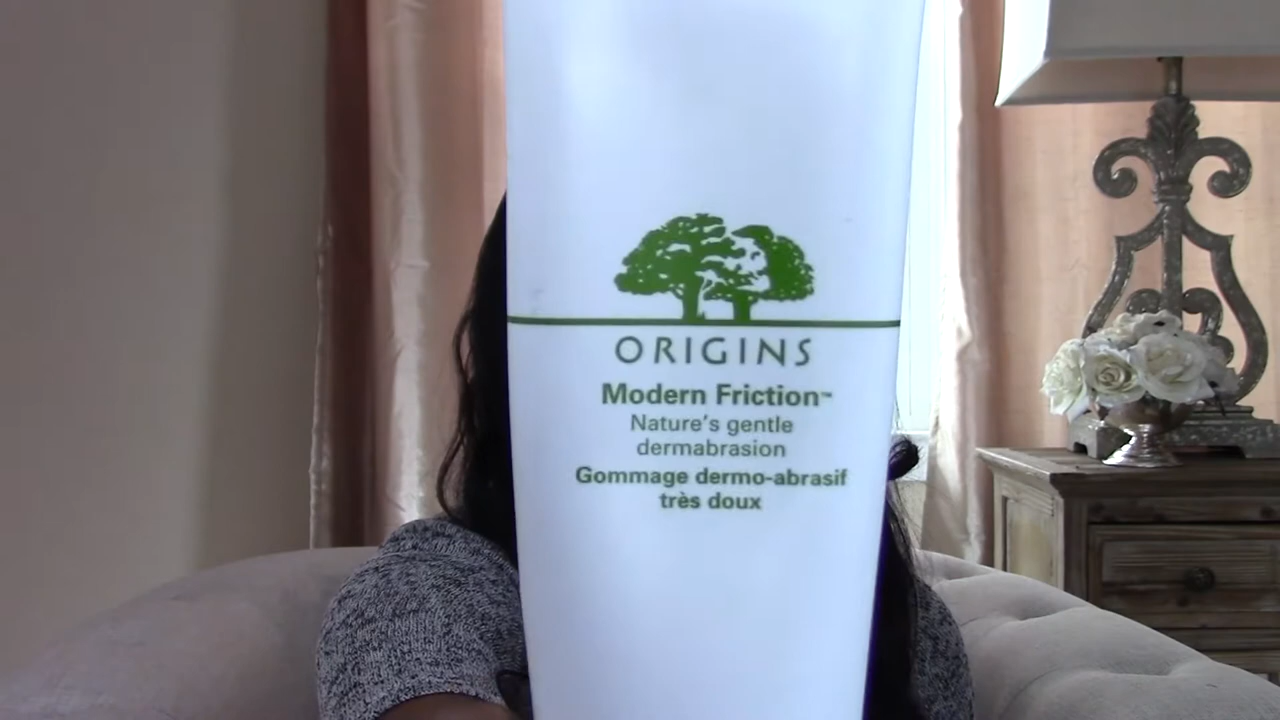 ORIGINS
Modern Friction™
Nature's gentle
dermabrasion
Gommage dermo-abrasif
très doux